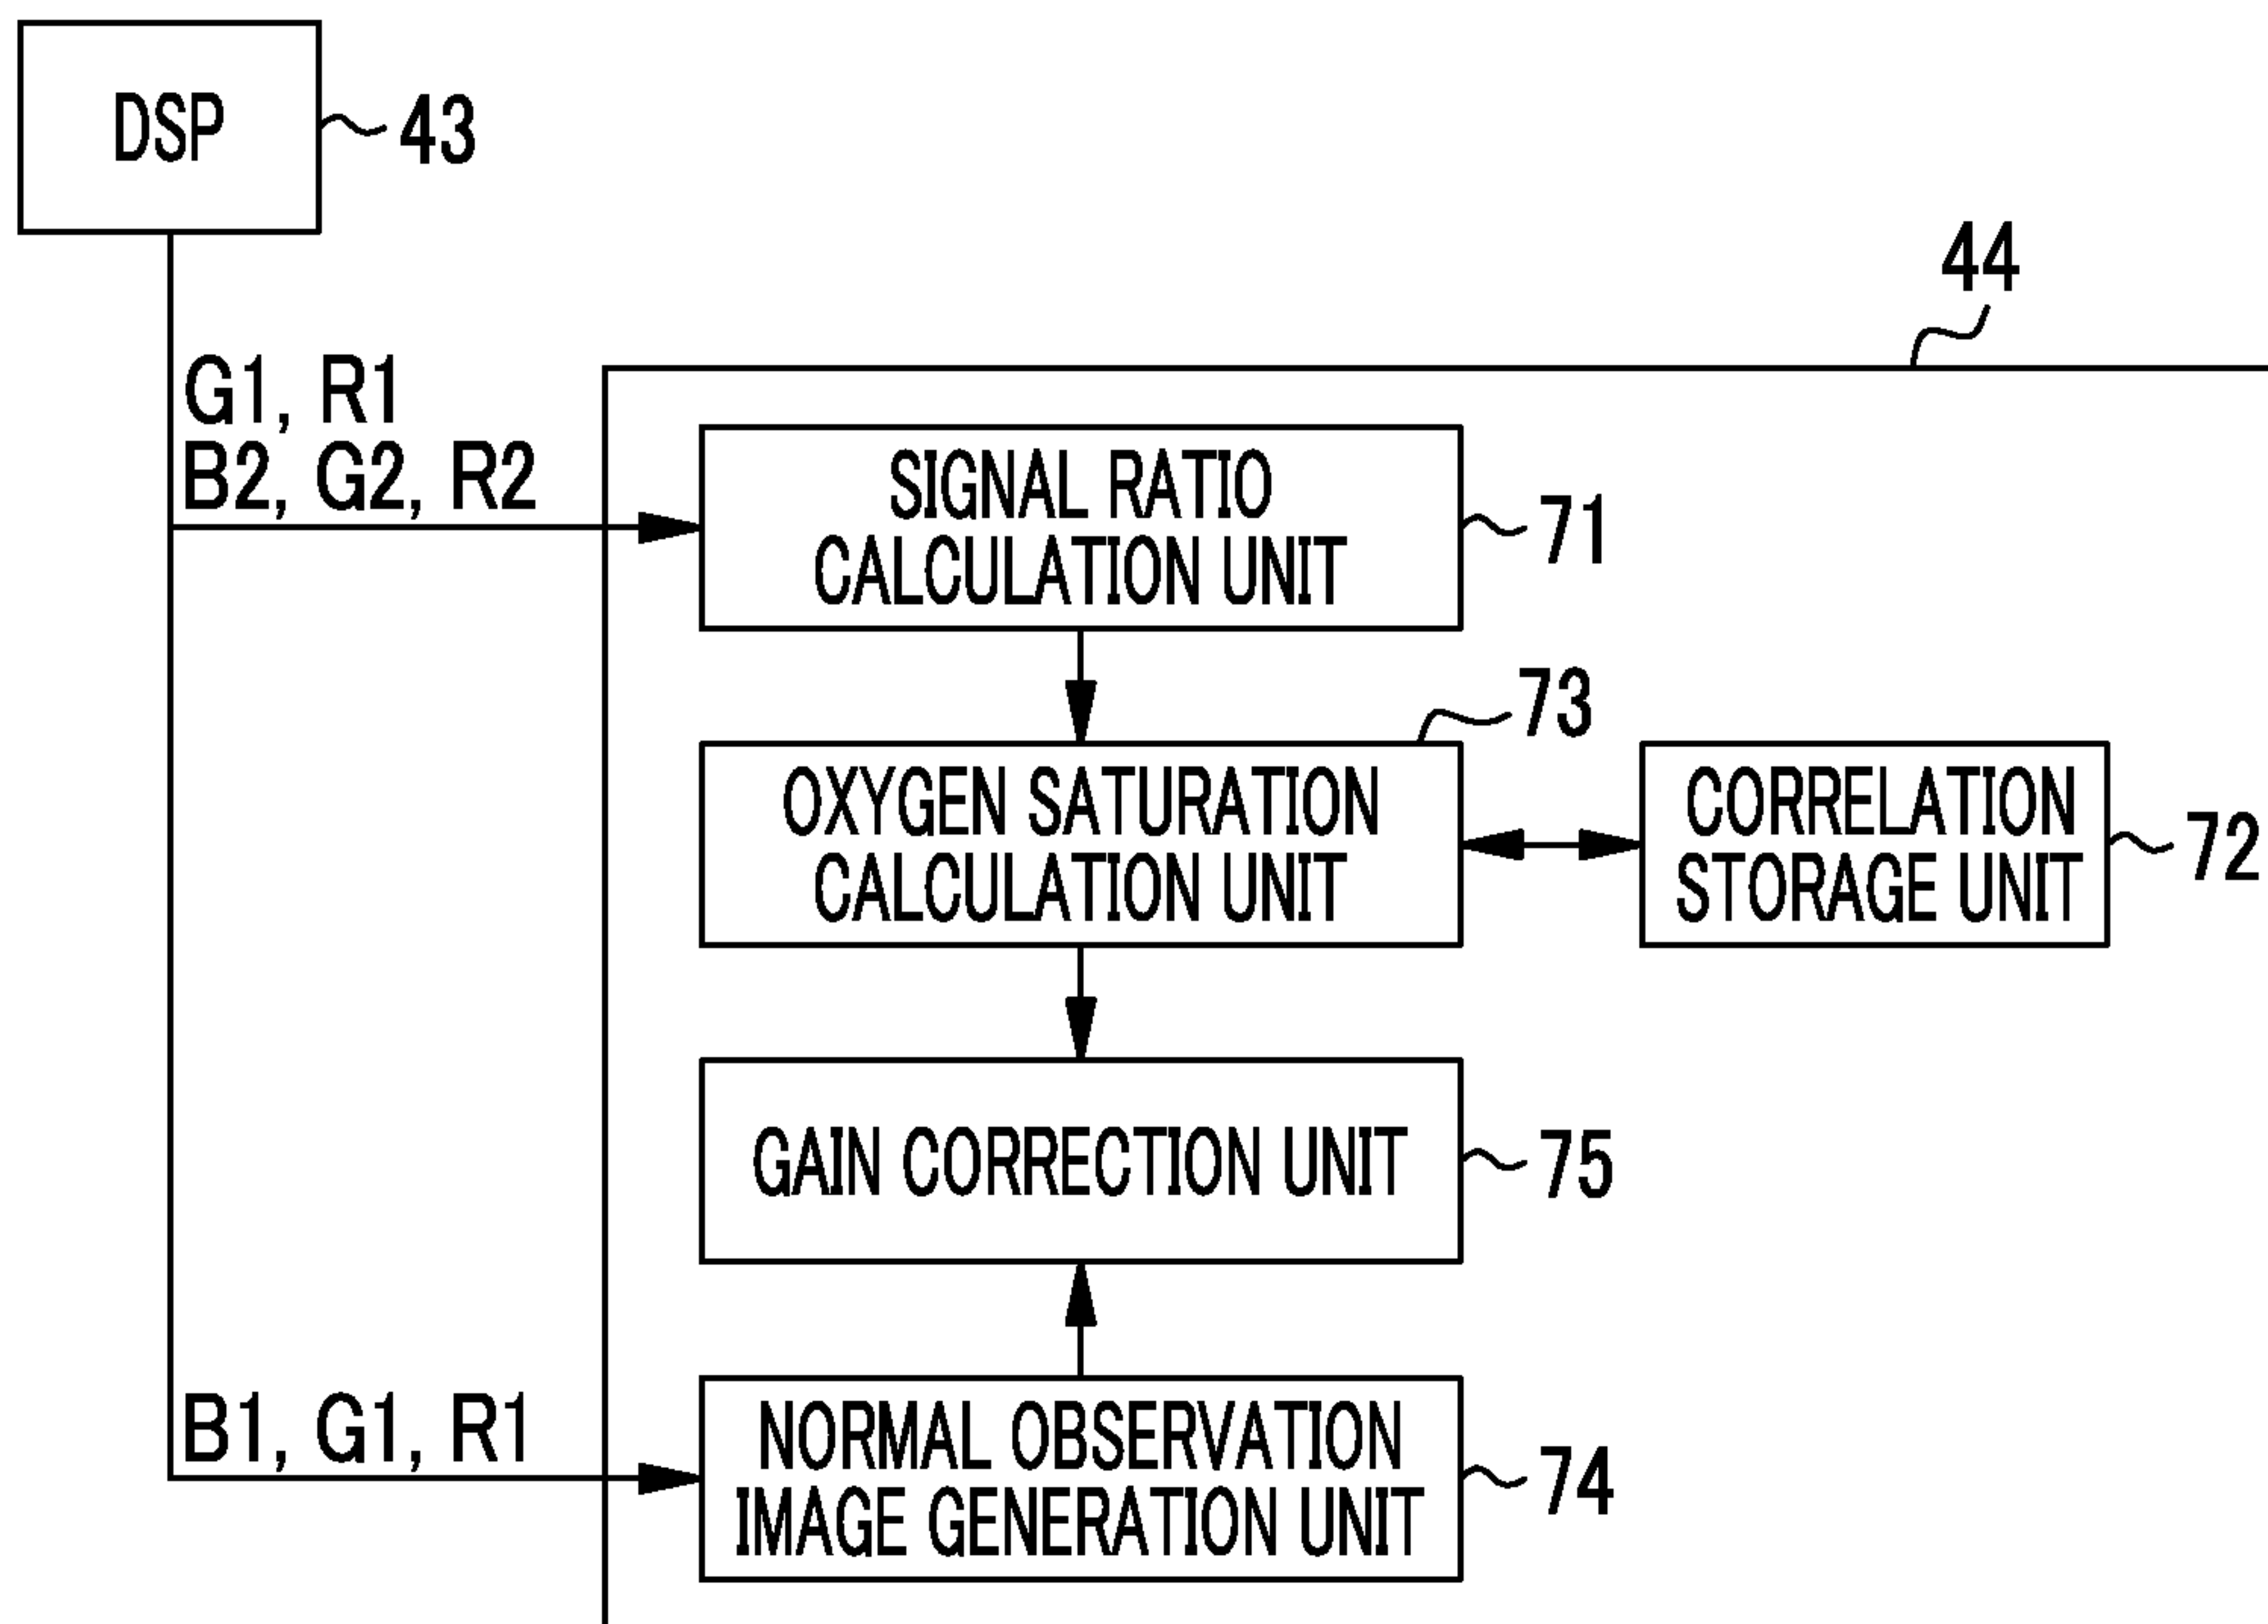 DSP
43
44
G1, R1
B2, G2, R2
SIGNAL RATIO
CALCULATION UNIT
71
73
OXYGEN SATURATION
CALCULATION UNIT
CORRELATION
STORAGE UNIT
72
GAIN CORRECTION UNIT
75
B1, G1, R1
NORMAL OBSERVATION
IMAGE GENERATION UNIT
74